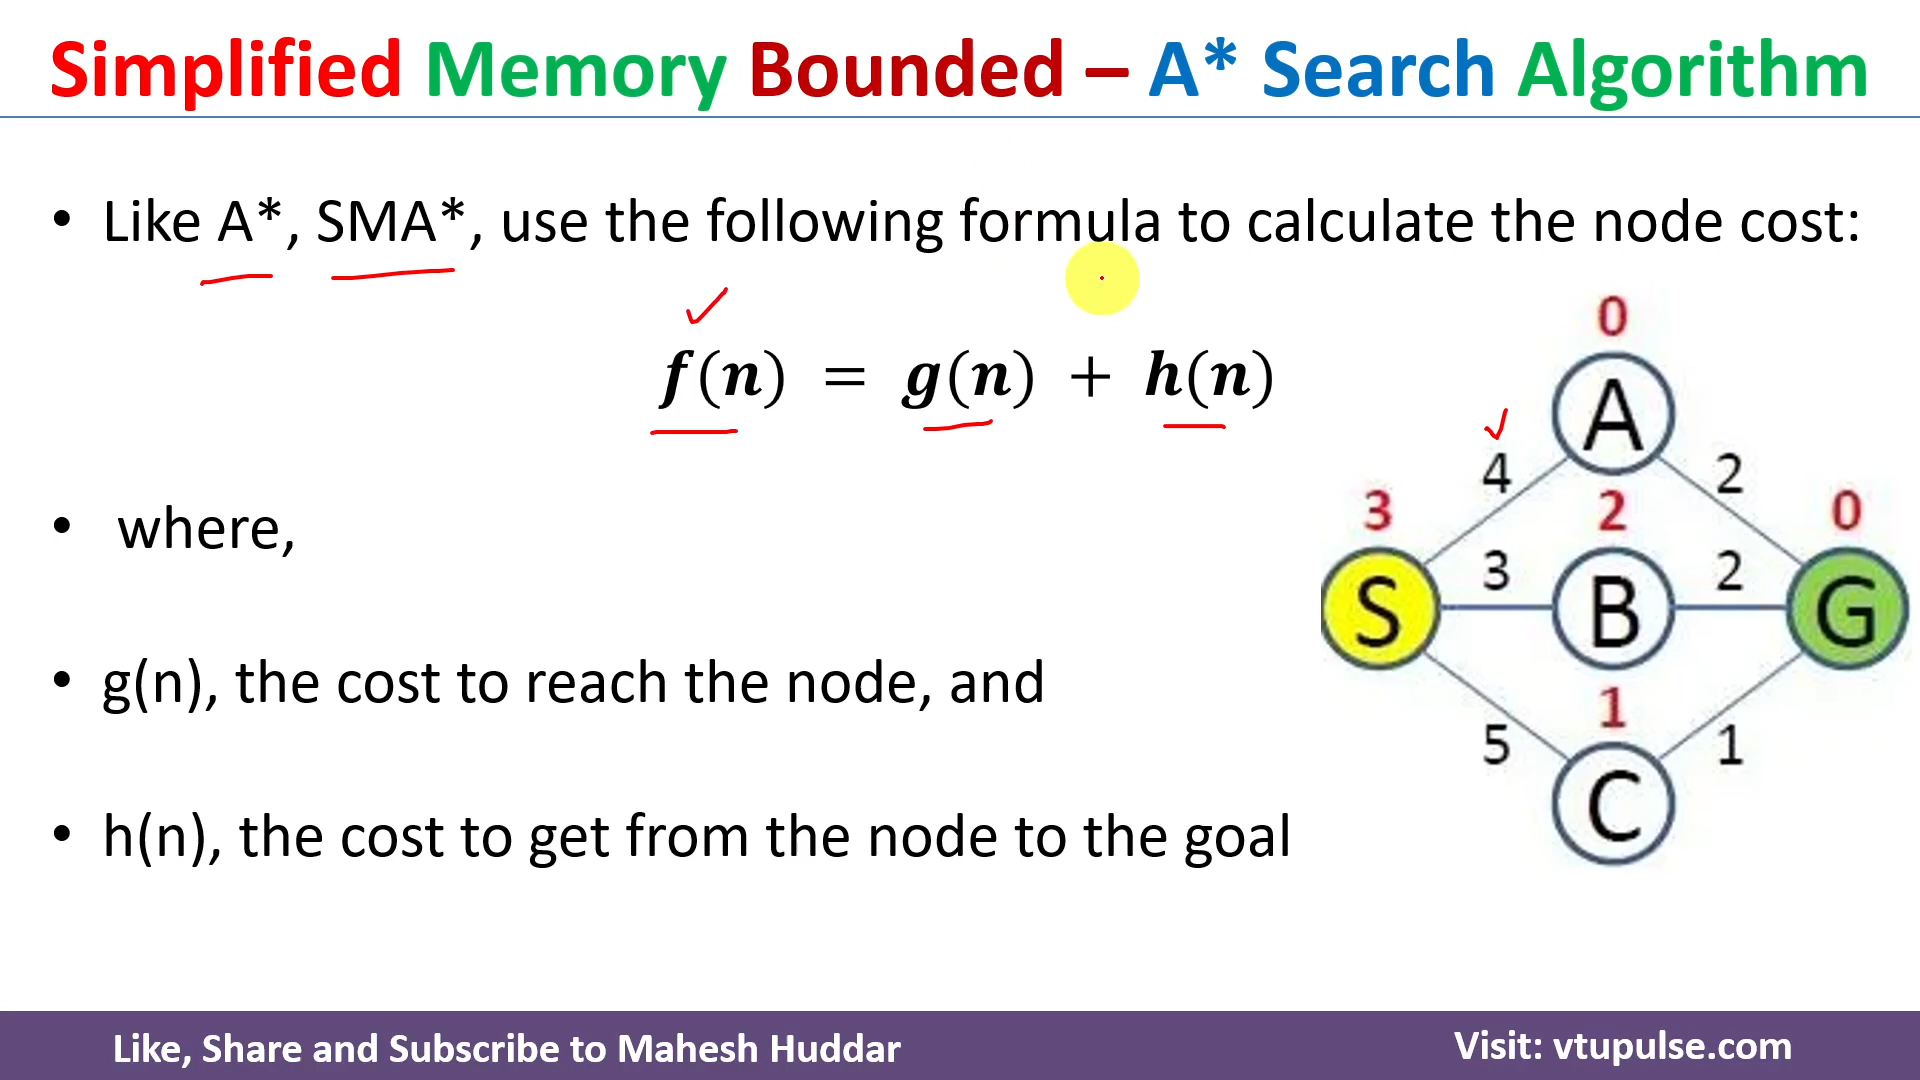 Simplified Memory Bounded – A* Search Algorithm
• Like A*, SMA*, use the following formula to calculate the node cost:
f(n) = g(n) + h(n)
• where,
• g(n), the cost to reach the node, and
• h(n), the cost to get from the node to the goal
0
A
4
2
3
2
0
S
3
B
2
G
1
5
1
C
Like, Share and Subscribe to Mahesh Huddar
Visit: vtupulse.com